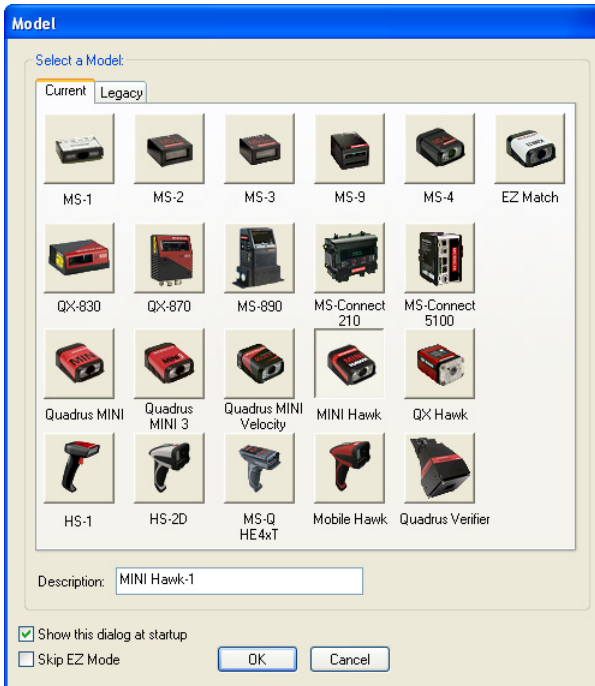 Model
Select a Model:
Current Legacy
MS-1 MS-2 MS-3 MS-9 MS-4 EZ Match
QX-830 QX-870 MS-890 MS-Connect 210 MS-Connect 5100
Quadrus MINI Quadrus MINI 3 Quadrus MINI Velocity MINI Hawk QX Hawk
HS-1 HS-2D MS-Q HE4xT Mobile Hawk Quadrus Verifier
Description: MINI Hawk-1
Show this dialog at startup
Skip EZ Mode OK Cancel